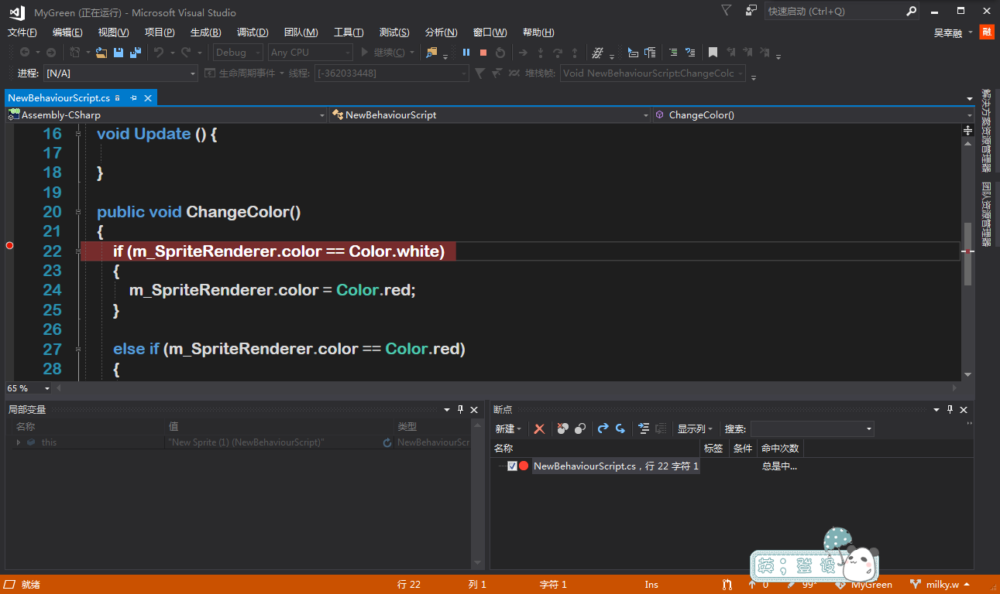 MyGreen (正在运行) - Microsoft Visual Studio
快速启动 (Ctrl+Q)
文件(F) 编辑(E) 视图(V) 项目(P) 生成(B) 调试(D) 团队(M) 工具(T) 测试(S) 分析(N) 窗口(W) 帮助(H)
吴幸融 融
Debug Any CPU 继续(C)
进程: [N/A] 生命周期事件 线程: [-362033448] 堆栈帧: Void NewBehaviourScript:ChangeColc
NewBehaviourScript.cs
Assembly-CSharp NewBehaviourScript ChangeColor()
16 void Update () {
17
18 }
19
20 public void ChangeColor()
21 {
22 if (m_SpriteRenderer.color == Color.white)
23 {
24 m_SpriteRenderer.color = Color.red;
25 }
26
27 else if (m_SpriteRenderer.color == Color.red)
28 {
65 %
解决方案资源管理器
团队资源管理器
局部变量
名称 值 类型
this "New Sprite (1) (NewBehaviourScript)" NewBehaviourScr
断点
新建 显示列 搜索:
名称 标签 条件 命中次数
NewBehaviourScript.cs，行 22 字符 1 总是中...
英 ; 登 设
就绪 行 22 列 1 字符 1 Ins 0 99* MyGreen milky.w